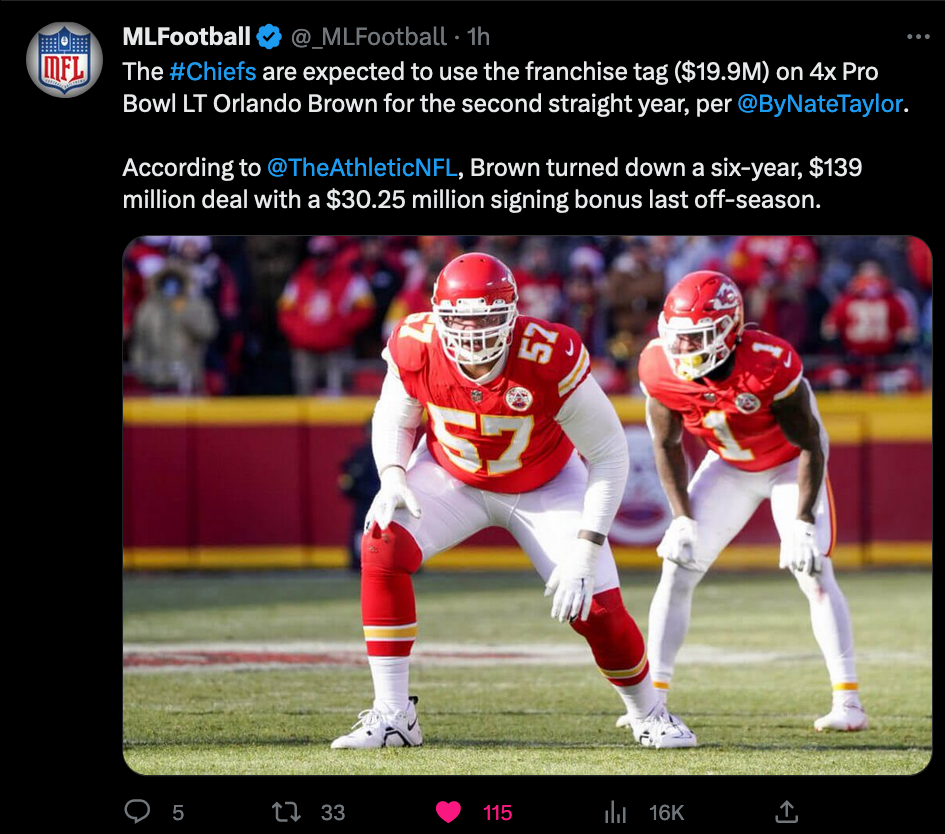 MFL
MLFootball @_MLFootball · 1h
The #Chiefs are expected to use the franchise tag ($19.9M) on 4x Pro
Bowl LT Orlando Brown for the second straight year, per @ByNateTaylor.
According to @TheAthleticNFL, Brown turned down a six-year, $139
million deal with a $30.25 million signing bonus last off-season.
57
57
57
1
1
5 33 115 16K